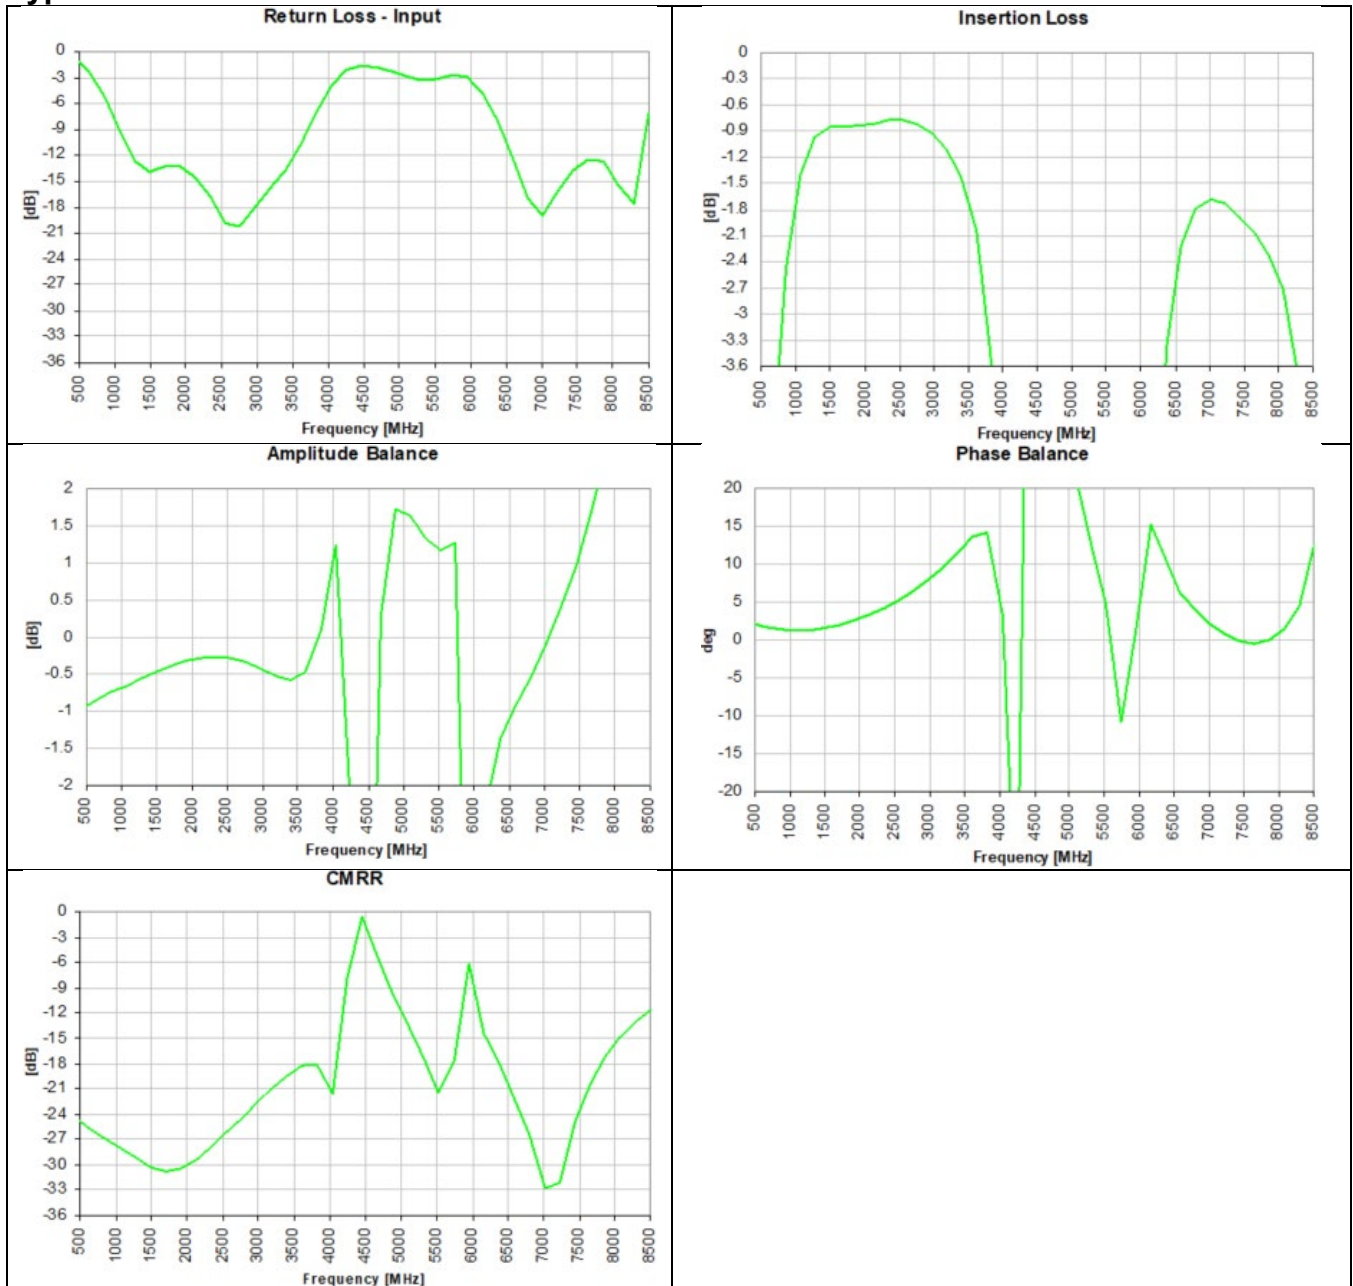 Return Loss - Input
0
-3
-6
-9
-12
-15
-18
-21
-24
-27
-30
-33
-36
[dB]
500 1000 1500 2000 2500 3000 3500 4000 4500 5000 5500 6000 6500 7000 7500 8000 8500
Frequency [MHz]
Insertion Loss
0
-0.3
-0.6
-0.9
-1.2
-1.5
-1.8
-2.1
-2.4
-2.7
-3
-3.3
-3.6
[dB]
500 1000 1500 2000 2500 3000 3500 4000 4500 5000 5500 6000 6500 7000 7500 8000 8500
Frequency [MHz]
Amplitude Balance
2
1.5
1
0.5
0
-0.5
-1
-1.5
-2
[dB]
500 1000 1500 2000 2500 3000 3500 4000 4500 5000 5500 6000 6500 7000 7500 8000 8500
Frequency [MHz]
Phase Balance
20
15
10
5
0
-5
-10
-15
-20
deg
500 1000 1500 2000 2500 3000 3500 4000 4500 5000 5500 6000 6500 7000 7500 8000 8500
Frequency [MHz]
CMRR
0
-3
-6
-9
-12
-15
-18
-21
-24
-27
-30
-33
-36
[dB]
500 1000 1500 2000 2500 3000 3500 4000 4500 5000 5500 6000 6500 7000 7500 8000 8500
Frequency [MHz]